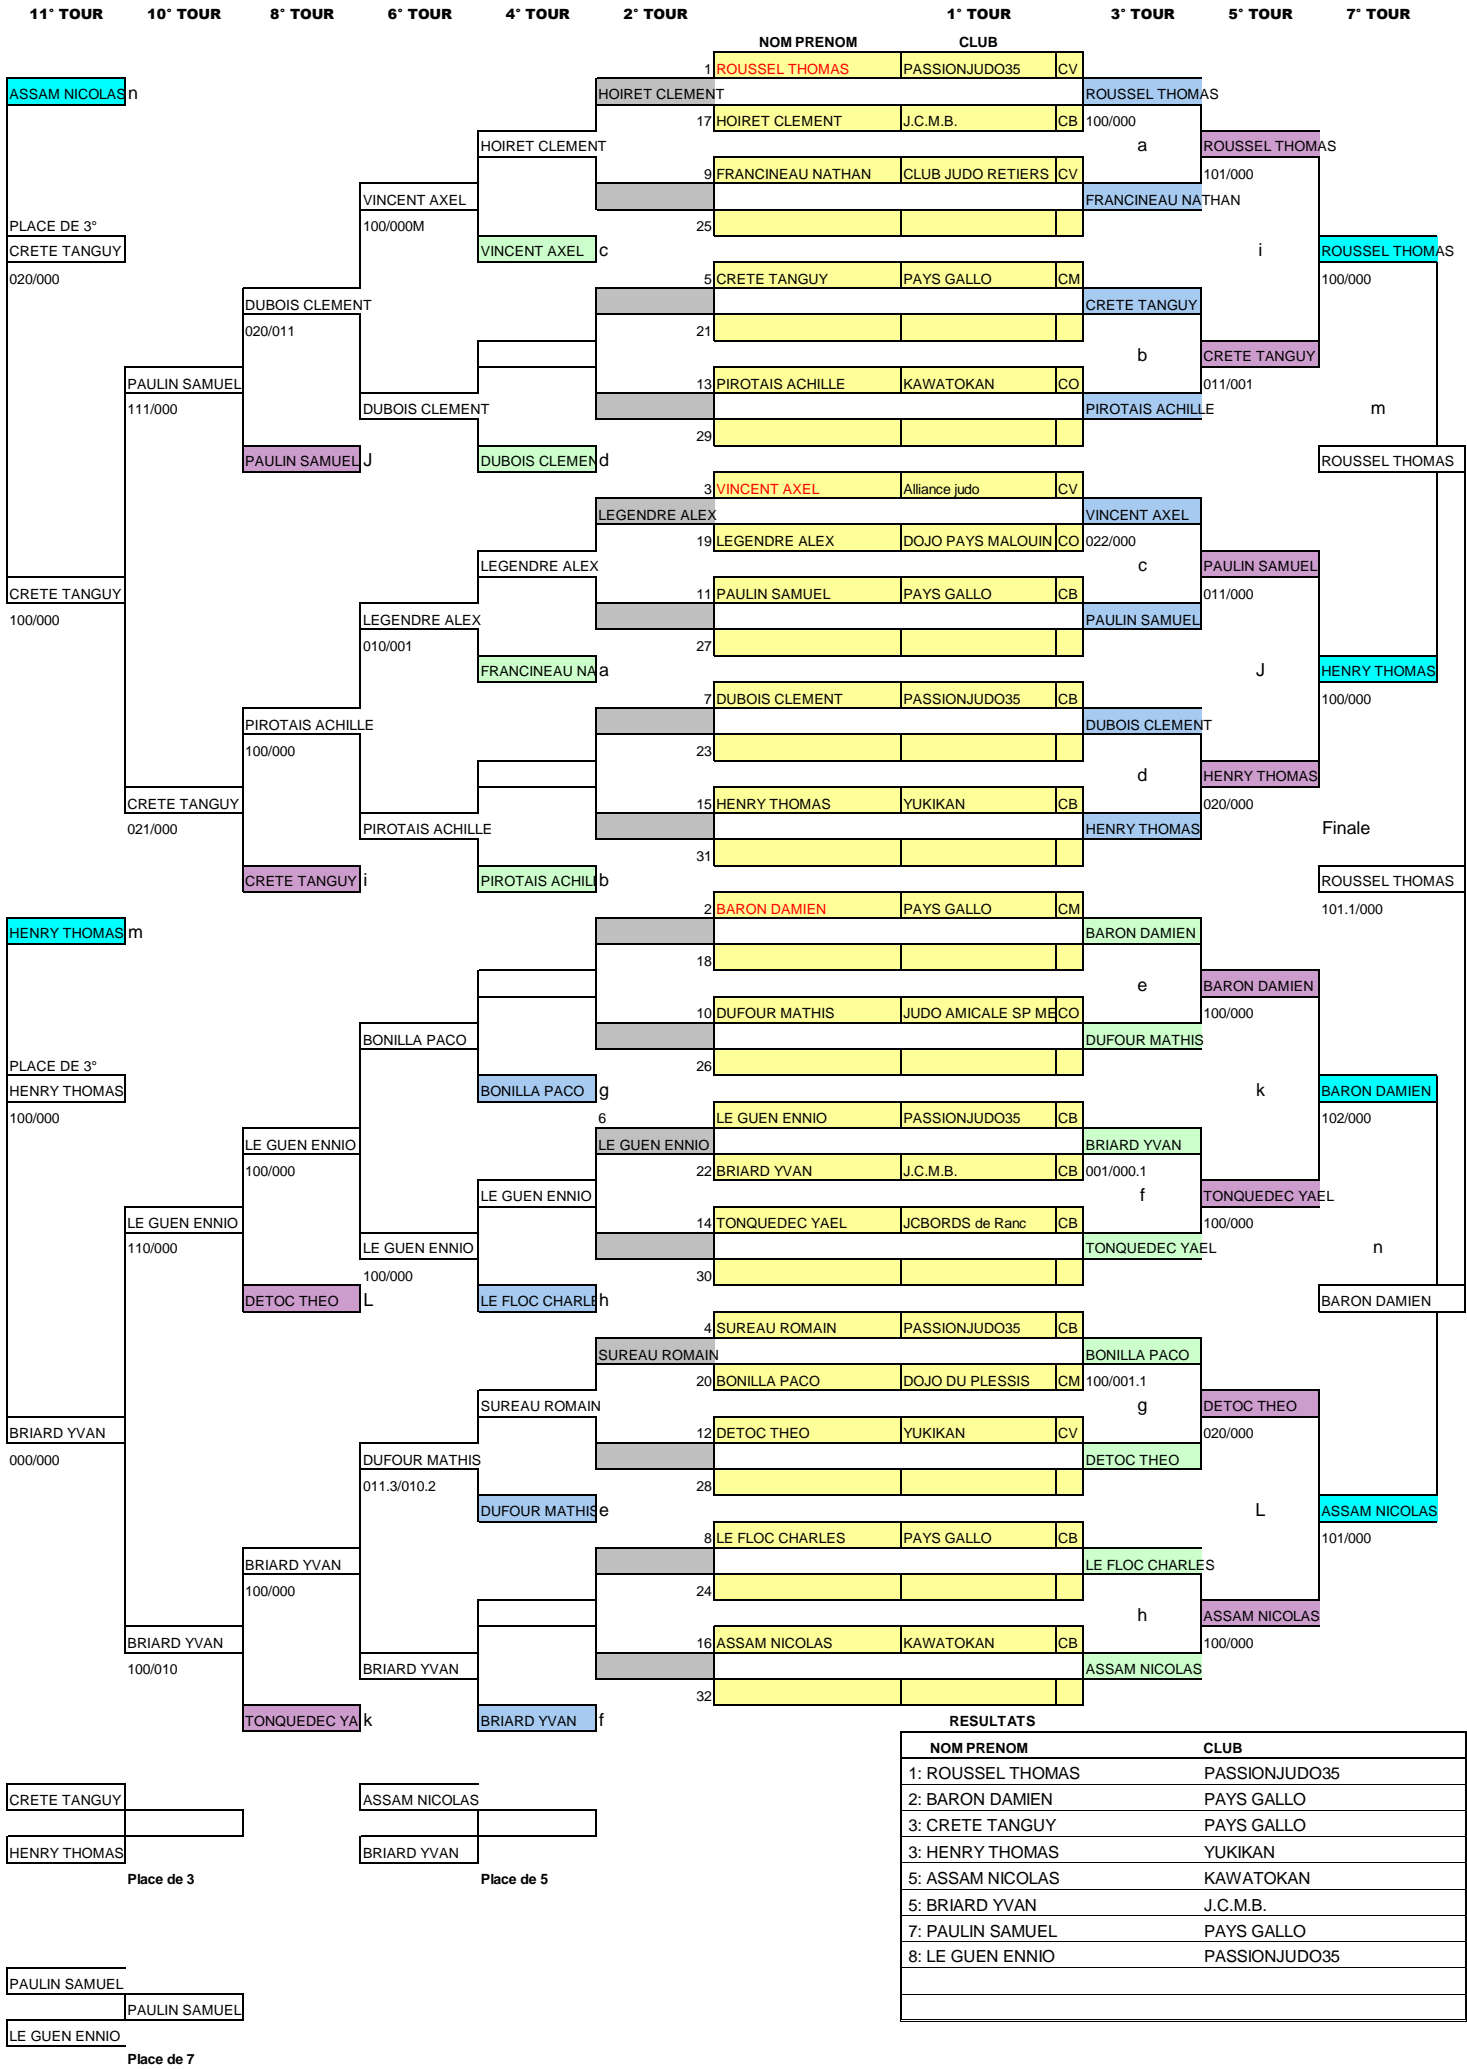 11° TOUR 10° TOUR 8° TOUR 6° TOUR 4° TOUR 2° TOUR 1° TOUR 3° TOUR 5° TOUR 7° TOUR
NOM PRENOM CLUB
1 ROUSSEL THOMAS PASSIONJUDO35 CV
ASSAM NICOLAS n HOIRET CLEMENT ROUSSEL THOMAS
17 HOIRET CLEMENT J.C.M.B. CB 100/000
HOIRET CLEMENT a ROUSSEL THOMAS
9 FRANCINEAU NATHAN CLUB JUDO RETIERS CV 101/000
VINCENT AXEL FRANCINEAU NATHAN
PLACE DE 3° 100/000M 25
CRETE TANGUY VINCENT AXEL c i ROUSSEL THOMAS
020/000 5 CRETE TANGUY PAYS GALLO CM 100/000
DUBOIS CLEMENT CRETE TANGUY
020/011 21
b CRETE TANGUY
PAULIN SAMUEL 13 PIROTAIS ACHILLE KAWATOKAN CO 011/001
111/000 DUBOIS CLEMENT PIROTAIS ACHILLE m
29
PAULIN SAMUEL J DUBOIS CLEMEN d ROUSSEL THOMAS
3 VINCENT AXEL Alliance judo CV
LEGENDRE ALEX VINCENT AXEL
19 LEGENDRE ALEX DOJO PAYS MALOUIN CO 022/000
LEGENDRE ALEX c PAULIN SAMUEL
CRETE TANGUY 11 PAULIN SAMUEL PAYS GALLO CB 011/000
100/000 LEGENDRE ALEX PAULIN SAMUEL
010/001 27
FRANCINEAU NA a J HENRY THOMAS
7 DUBOIS CLEMENT PASSIONJUDO35 CB 100/000
PIROTAIS ACHILLE DUBOIS CLEMENT
100/000 23
d HENRY THOMAS
CRETE TANGUY 15 HENRY THOMAS YUKIKAN CB 020/000
021/000 PIROTAIS ACHILLE HENRY THOMAS Finale
31
CRETE TANGUY i PIROTAIS ACHILI b ROUSSEL THOMAS
2 BARON DAMIEN PAYS GALLO CM 101.1/000
HENRY THOMAS m BARON DAMIEN
18
e BARON DAMIEN
10 DUFOUR MATHIS JUDO AMICALE SP ME CO 100/000
BONILLA PACO DUFOUR MATHIS
PLACE DE 3° 26
HENRY THOMAS BONILLA PACO g k BARON DAMIEN
100/000 6 LE GUEN ENNIO PASSIONJUDO35 CB 102/000
LE GUEN ENNIO LE GUEN ENNIO BRIARD YVAN
100/000 22 BRIARD YVAN J.C.M.B. CB 001/000.1
LE GUEN ENNIO f TONQUEDEC YAEL
LE GUEN ENNIO 14 TONQUEDEC YAEL JCBORDS de Ranc CB 100/000
110/000 LE GUEN ENNIO TONQUEDEC YAEL n
100/000 30
DETOC THEO L LE FLOC CHARLE h BARON DAMIEN
4 SUREAU ROMAIN PASSIONJUDO35 CB
SUREAU ROMAIN BONILLA PACO
20 BONILLA PACO DOJO DU PLESSIS CM 100/001.1
SUREAU ROMAIN g DETOC THEO
BRIARD YVAN 12 DETOC THEO YUKIKAN CV 020/000
000/000 DUFOUR MATHIS DETOC THEO
011.3/010.2 28
DUFOUR MATHIS e L ASSAM NICOLAS
8 LE FLOC CHARLES PAYS GALLO CB 101/000
BRIARD YVAN LE FLOC CHARLES
100/000 24
h ASSAM NICOLAS
BRIARD YVAN 16 ASSAM NICOLAS KAWATOKAN CB 100/000
100/010 BRIARD YVAN ASSAM NICOLAS
32
TONQUEDEC YA k BRIARD YVAN f RESULTATS
NOM PRENOM CLUB
1: ROUSSEL THOMAS PASSIONJUDO35
CRETE TANGUY ASSAM NICOLAS 2: BARON DAMIEN PAYS GALLO
3: CRETE TANGUY PAYS GALLO
HENRY THOMAS BRIARD YVAN 3: HENRY THOMAS YUKIKAN
Place de 3 Place de 5 5: ASSAM NICOLAS KAWATOKAN
5: BRIARD YVAN J.C.M.B.
7: PAULIN SAMUEL PAYS GALLO
8: LE GUEN ENNIO PASSIONJUDO35
PAULIN SAMUEL
PAULIN SAMUEL
LE GUEN ENNIO
Place de 7